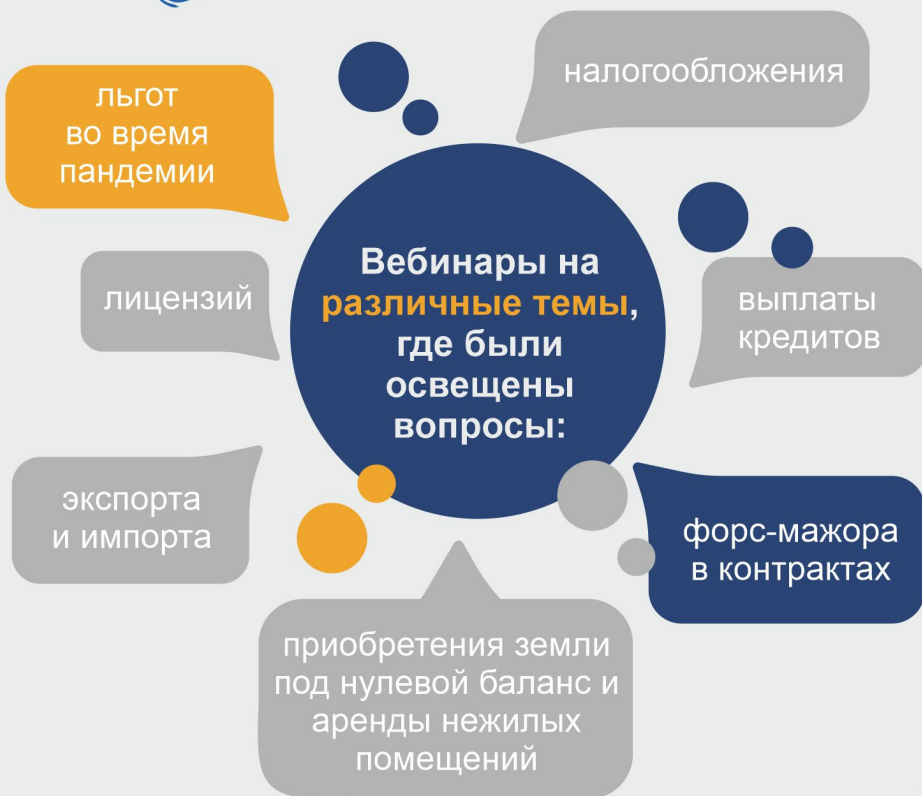 налогообложения
льгот
во время
пандемии
Вебинары на
различные темы,
где были
освещены
вопросы:
лицензий
выплаты
кредитов
экспорта
и импорта
форс-мажора
в контрактах
приобретения земли
под нулевой баланс и
аренды нежилых
помещений